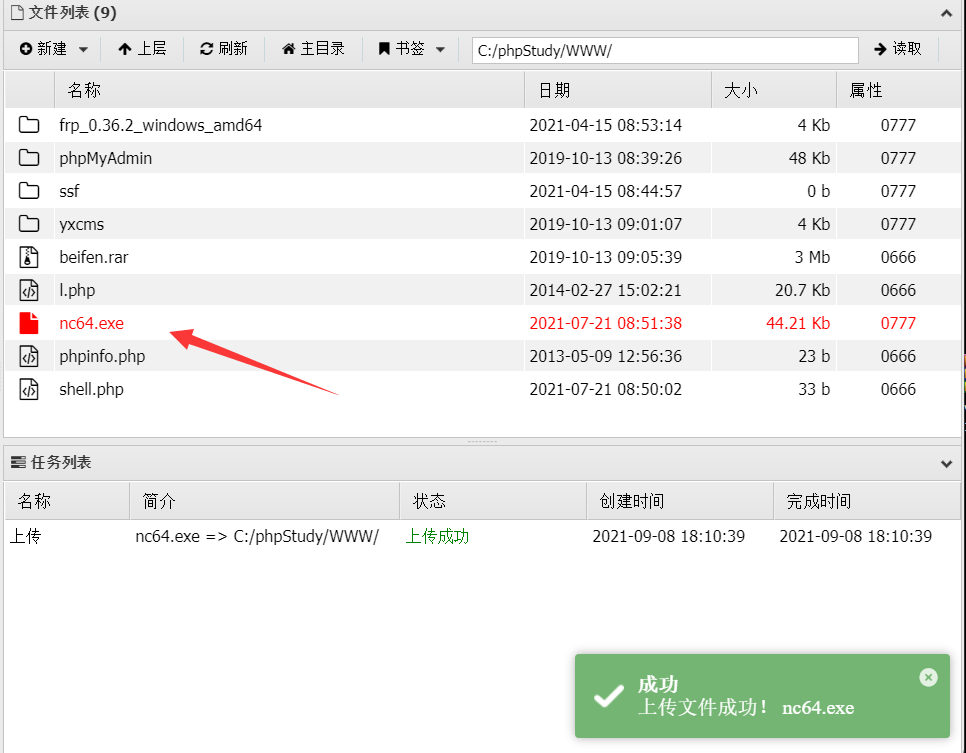 文件列表 (9)
新建 上层 刷新 主目录 书签 C:/phpStudy/WWW/ 读取
名称 日期 大小 属性
frp_0.36.2_windows_amd64 2021-04-15 08:53:14 4 Kb 0777
phpMyAdmin 2019-10-13 08:39:26 48 Kb 0777
ssf 2021-04-15 08:44:57 0 b 0777
yxcms 2019-10-13 09:01:07 4 Kb 0777
beifen.rar 2019-10-13 09:05:39 3 Mb 0666
l.php 2014-02-27 15:02:21 20.7 Kb 0666
nc64.exe 2021-07-21 08:51:38 44.21 Kb 0777
phpinfo.php 2013-05-09 12:56:36 23 b 0666
shell.php 2021-07-21 08:50:02 33 b 0666
任务列表
名称 简介 状态 创建时间 完成时间
上传 nc64.exe => C:/phpStudy/WWW/ 上传成功 2021-09-08 18:10:39 2021-09-08 18:10:39
成功
上传文件成功！ nc64.exe